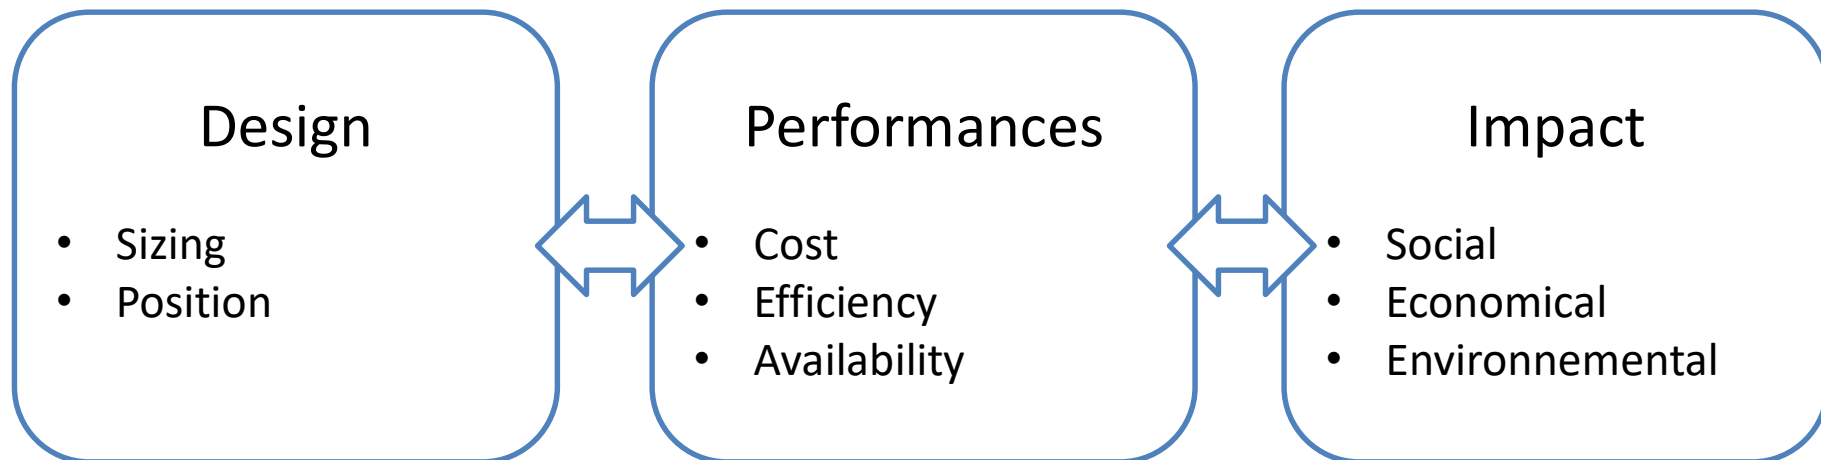 Design
• Sizing
• Position
Performances
• Cost
• Efficiency
• Availability
Impact
• Social
• Economical
• Environnemental